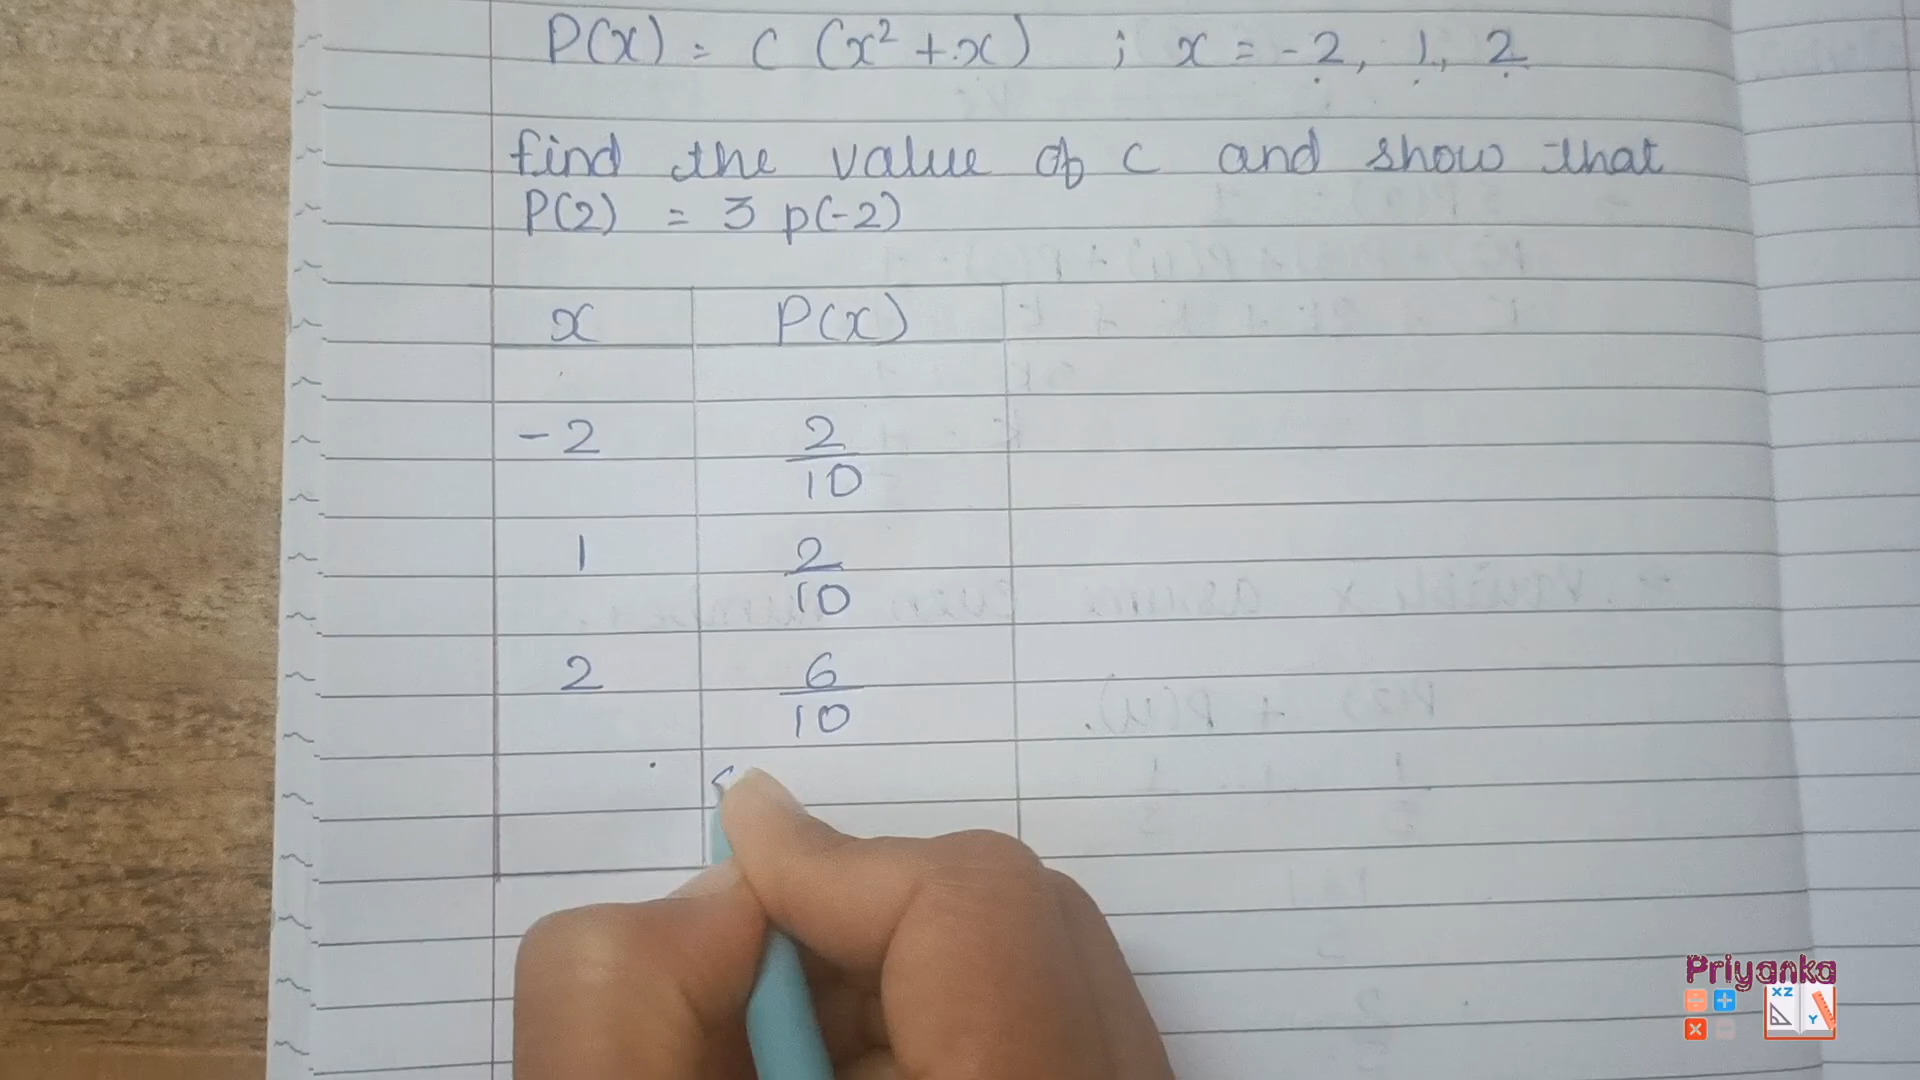 P(x) = C (x² + x) ; x = -2, 1, 2
find the value of C and show that
P(2) = 3 p(-2)
x P(x)
-2 2/10
1 2/10
2 6/10
Priyanka
XZ
Y